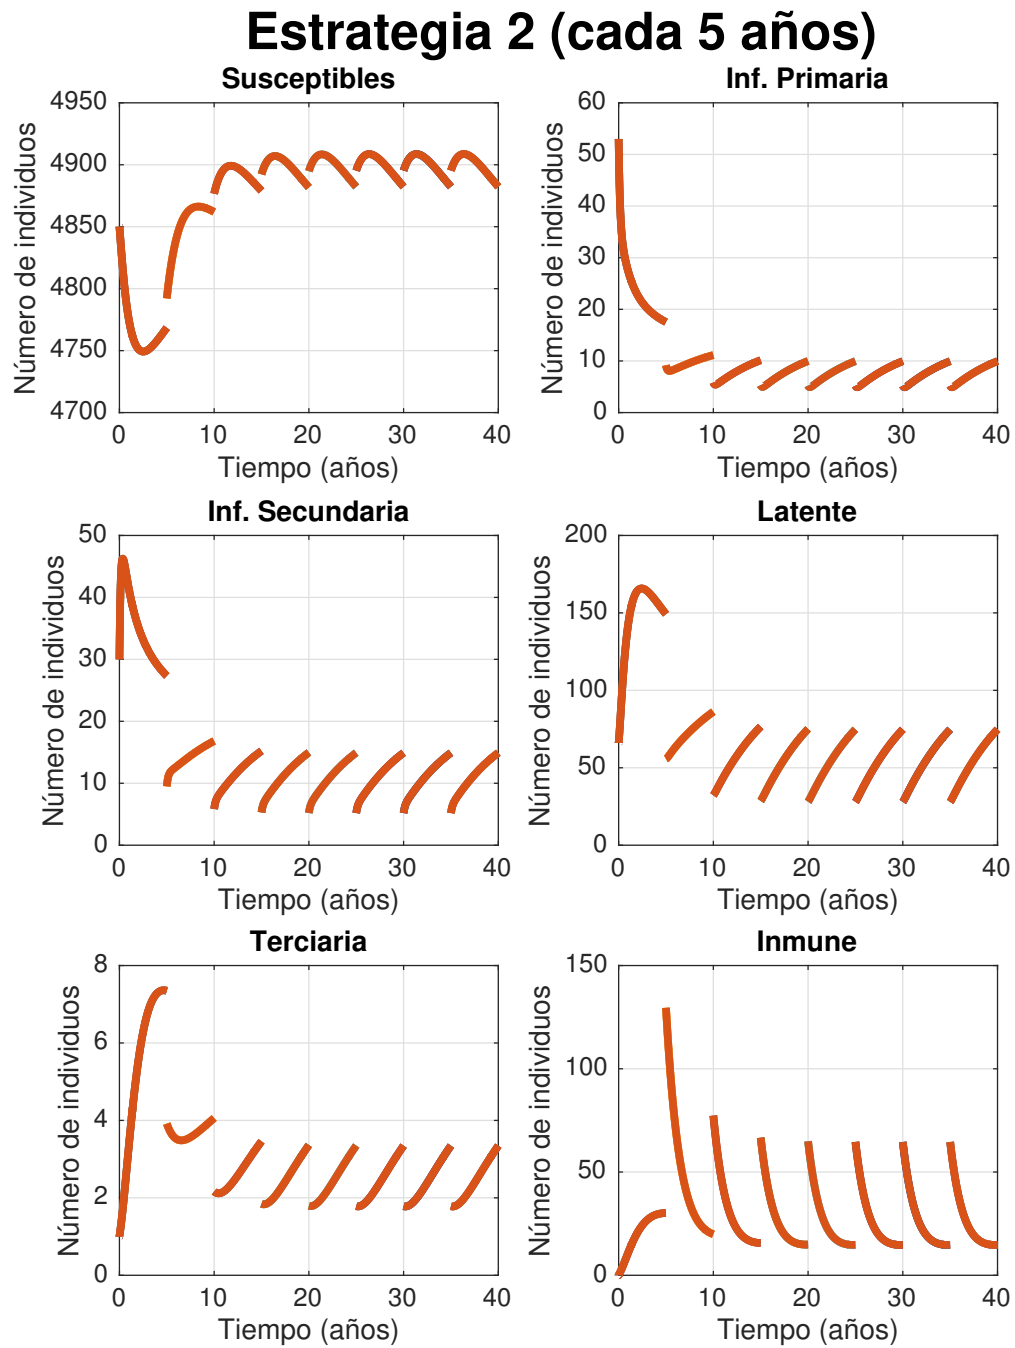 Estrategia 2 (cada 5 años)
Susceptibles
Número de individuos
4950
4900
4850
4800
4750
4700
0 10 20 30 40
Tiempo (años)
Inf. Primaria
Número de individuos
60
50
40
30
20
10
0
0 10 20 30 40
Tiempo (años)
Inf. Secundaria
Número de individuos
50
40
30
20
10
0
0 10 20 30 40
Tiempo (años)
Latente
Número de individuos
200
150
100
50
0
0 10 20 30 40
Tiempo (años)
Terciaria
Número de individuos
8
6
4
2
0
0 10 20 30 40
Tiempo (años)
Inmune
Número de individuos
150
100
50
0
0 10 20 30 40
Tiempo (años)